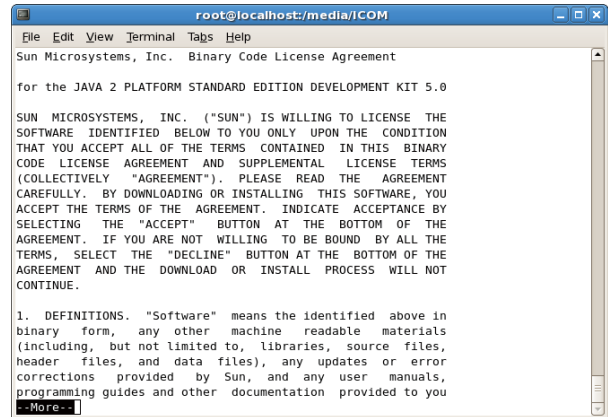 root@localhost:/media/ICOM
File Edit View Terminal Tabs Help
Sun Microsystems, Inc. Binary Code License Agreement
for the JAVA 2 PLATFORM STANDARD EDITION DEVELOPMENT KIT 5.0
SUN MICROSYSTEMS, INC. ("SUN") IS WILLING TO LICENSE THE
SOFTWARE IDENTIFIED BELOW TO YOU ONLY UPON THE CONDITION
THAT YOU ACCEPT ALL OF THE TERMS CONTAINED IN THIS BINARY
CODE LICENSE AGREEMENT AND SUPPLEMENTAL LICENSE TERMS
(COLLECTIVELY "AGREEMENT"). PLEASE READ THE AGREEMENT
CAREFULLY. BY DOWNLOADING OR INSTALLING THIS SOFTWARE, YOU
ACCEPT THE TERMS OF THE AGREEMENT. INDICATE ACCEPTANCE BY
SELECTING THE "ACCEPT" BUTTON AT THE BOTTOM OF THE
AGREEMENT. IF YOU ARE NOT WILLING TO BE BOUND BY ALL THE
TERMS, SELECT THE "DECLINE" BUTTON AT THE BOTTOM OF THE
AGREEMENT AND THE DOWNLOAD OR INSTALL PROCESS WILL NOT
CONTINUE.
1. DEFINITIONS. "Software" means the identified above in
binary form, any other machine readable materials
(including, but not limited to, libraries, source files,
header files, and data files), any updates or error
corrections provided by Sun, and any user manuals,
programming guides and other documentation provided to you
--More--